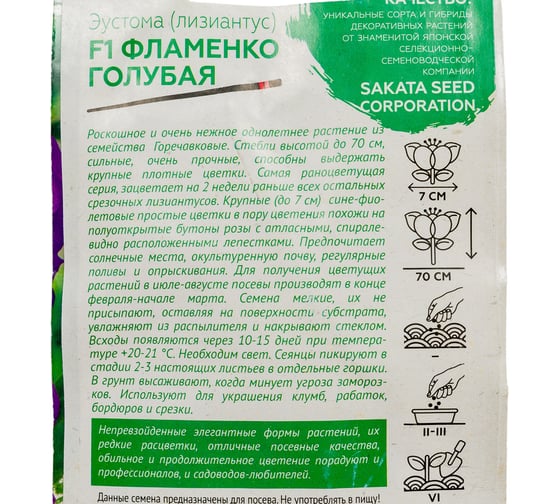 Эустома (лизиантус)
F1 ФЛАМЕНКО
ГОЛУБАЯ
КАЧЕСТВО:
УНИКАЛЬНЫЕ СОРТА И ГИБРИДЫ
ДЕКОРАТИВНЫХ РАСТЕНИЙ
ОТ ЗНАМЕНИТОЙ ЯПОНСКОЙ
СЕЛЕКЦИОННО-
СЕМЕНОВОДЧЕСКОЙ
КОМПАНИИ
SAKATA SEED
CORPORATION
Роскошное и очень нежное однолетнее растение из
семейства Горечавковые. Стебли высотой до 70 см,
сильные, очень прочные, способны выдержать
крупные плотные цветки. Самая раноцветущая
серия, зацветает на 2 недели раньше всех остальных
срезочных лизиантусов. Крупные (до 7 см) сине-фио-
летовые простые цветки в пору цветения похожи на
полуоткрытые бутоны розы с атласными, спирале-
видно расположенными лепестками. Предпочитает
солнечные места, окультуренную почву, регулярные
поливы и опрыскивания. Для получения цветущих
растений в июле-августе посевы производят в конце
февраля-начале марта. Семена мелкие, их не
присыпают, оставляя на поверхности субстрата,
увлажняют из распылителя и накрывают стеклом.
Всходы появляются через 10-15 дней при темпера-
туре +20-21 °С. Необходим свет. Сеянцы пикируют в
стадии 2-3 настоящих листьев в отдельные горшки.
В грунт высаживают, когда минует угроза замороз-
ков. Используют для украшения клумб, рабаток,
бордюров и срезки.
7 СМ
70 СМ
–
II-III
VI
Непревзойденные элегантные формы растений, их
редкие расцветки, отличные посевные качества,
обильное и продолжительное цветение порадуют и
профессионалов, и садоводов-любителей.
Данные семена предназначены для посева. Не употреблять в пищу!